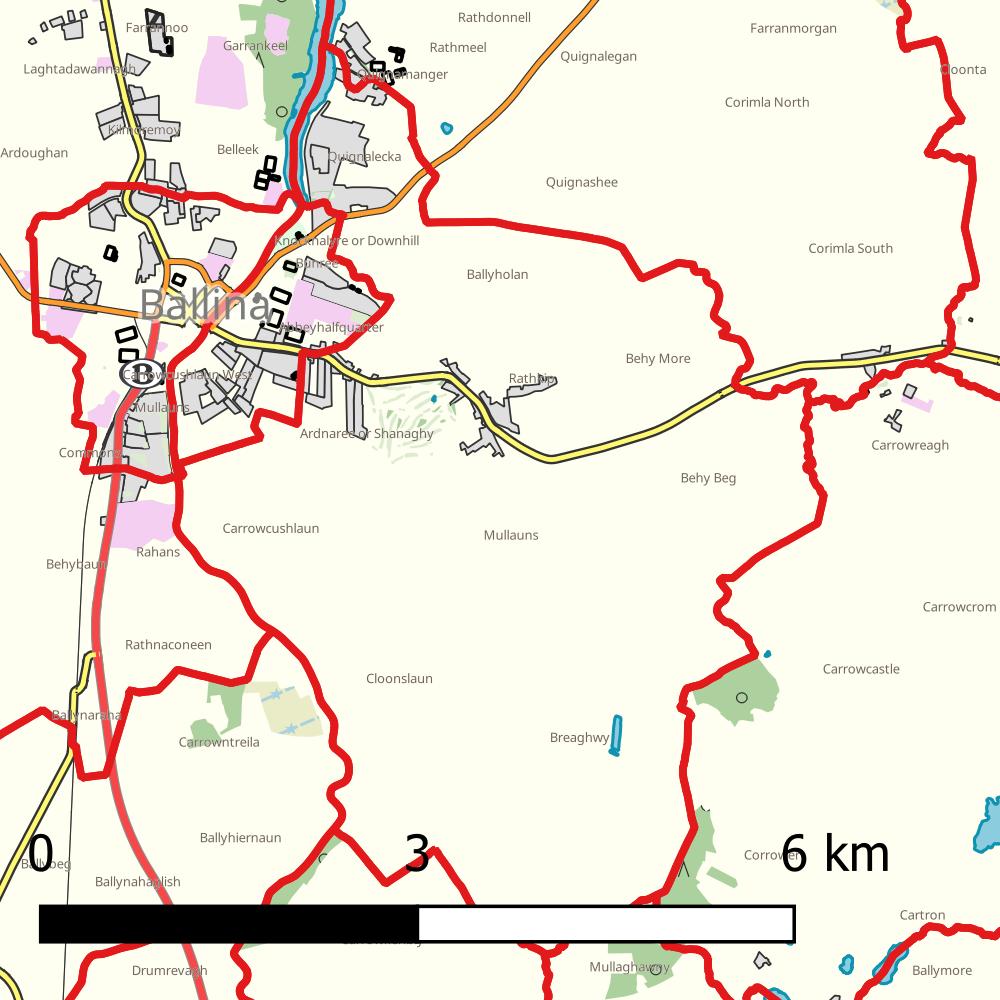 Rathdonnell
Farrannoo
Farranmorgan
Garrankeel
Rathmeel
Quignalegan
Laghtadawannagh
Quignamanger
Cloonta
Corimla North
Kilmoremoy
Ardoughan
Belleek
Quignalecka
Quignashee
Knocknalyre or Downhill
Corimla South
Bunree
Ballyholan
Ballina
Abbeyhalfquarter
Behy More
B
Carrowcushlaun West
Rathkip
Mullauns
Ardnaree or Shanaghy
Carrowreagh
Commons
Behy Beg
Carrowcushlaun
Mullauns
Rahans
Behybaun
Carrowcrom
Rathnaconeen
Carrowcastle
Cloonslaun
Ballynaraha
Breaghwy
Carrowntreila
Ballyhiernaun
0 3 6 km
Ballybeg
Ballynahaglish
Cartron
Mullaghawny
Drumrevagh
Ballymore